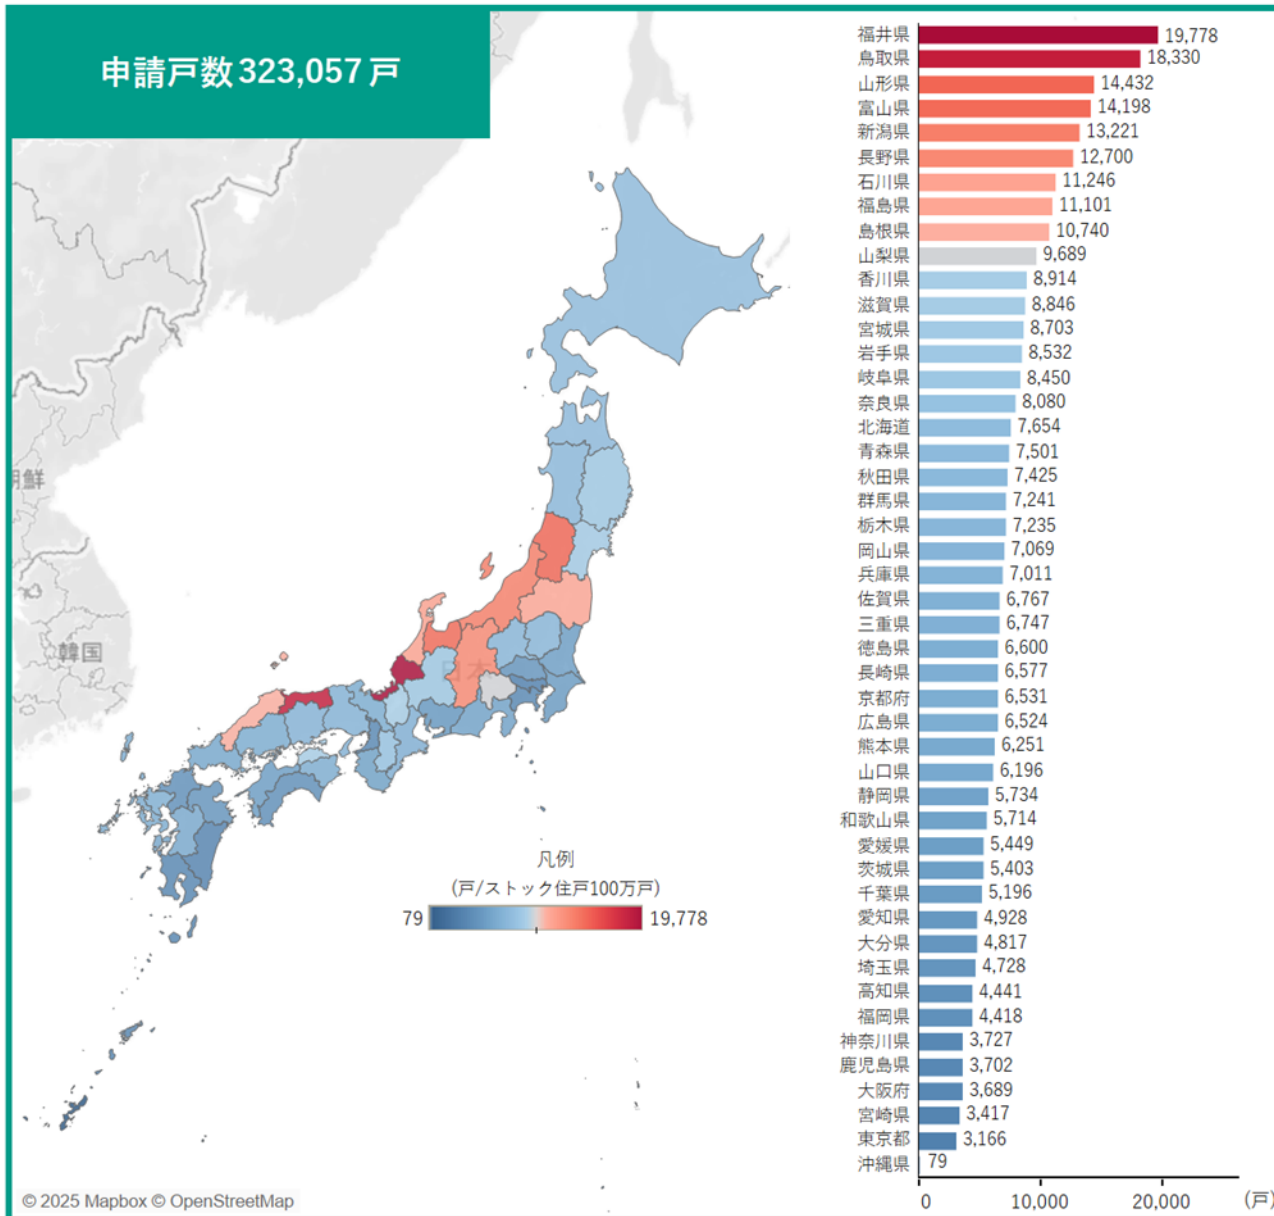 申請戸数 323,057 戸
福井県 19,778
鳥取県 18,330
山形県 14,432
富山県 14,198
新潟県 13,221
長野県 12,700
石川県 11,246
福島県 11,101
島根県 10,740
山梨県 9,689
香川県 8,914
滋賀県 8,846
宮城県 8,703
岩手県 8,532
岐阜県 8,450
奈良県 8,080
北海道 7,654
青森県 7,501
秋田県 7,425
群馬県 7,241
栃木県 7,235
岡山県 7,069
兵庫県 7,011
佐賀県 6,767
三重県 6,747
徳島県 6,600
長崎県 6,577
京都府 6,531
広島県 6,524
熊本県 6,251
山口県 6,196
静岡県 5,734
和歌山県 5,714
愛媛県 5,449
茨城県 5,403
千葉県 5,196
愛知県 4,928
大分県 4,817
埼玉県 4,728
高知県 4,441
福岡県 4,418
神奈川県 3,727
鹿児島県 3,702
大阪府 3,689
宮崎県 3,417
東京都 3,166
沖縄県 79
0 10,000 20,000 (戸)
鮮
韓国
日本
凡例
(戸/ストック住戸100万戸)
79 19,778
© 2025 Mapbox © OpenStreetMap